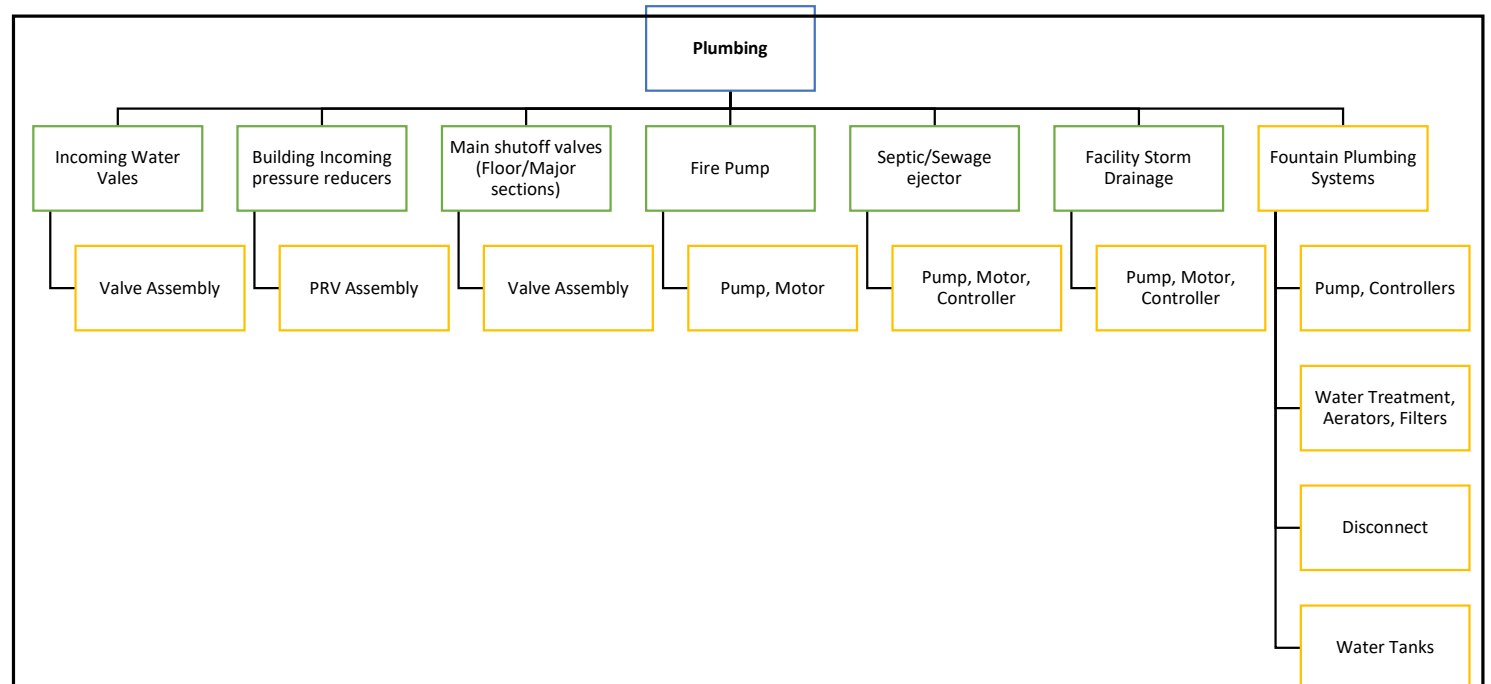 Plumbing
Incoming Water
Vales
Building Incoming
pressure reducers
Main shutoff valves
(Floor/Major
sections)
Fire Pump
Septic/Sewage
ejector
Facility Storm
Drainage
Fountain Plumbing
Systems
Valve Assembly
PRV Assembly
Valve Assembly
Pump, Motor
Pump, Motor,
Controller
Pump, Motor,
Controller
Pump, Controllers
Water Treatment,
Aerators, Filters
Disconnect
Water Tanks